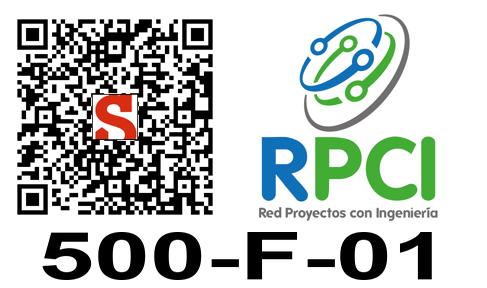 S
RPCI
Red Proyectos con Ingeniería
500-F-01